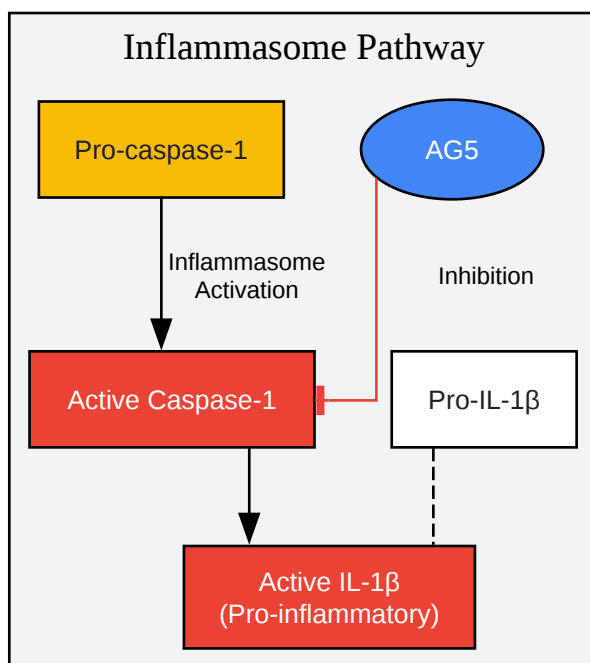 Inflammasome Pathway
Pro-caspase-1
AG5
Inflammasome
Activation
Inhibition
Active Caspase-1
Pro-IL-1β
Active IL-1β
(Pro-inflammatory)